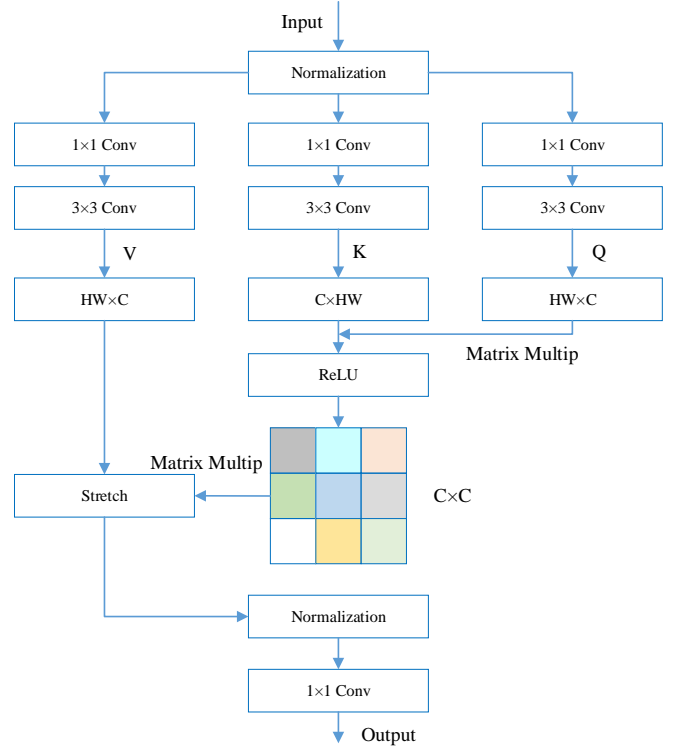 Input
Normalization
1×1 Conv
1×1 Conv
1×1 Conv
3×3 Conv
3×3 Conv
3×3 Conv
V
K
Q
HW×C
C×HW
HW×C
Matrix Multip
ReLU
Matrix Multip
C×C
Stretch
Normalization
1×1 Conv
Output